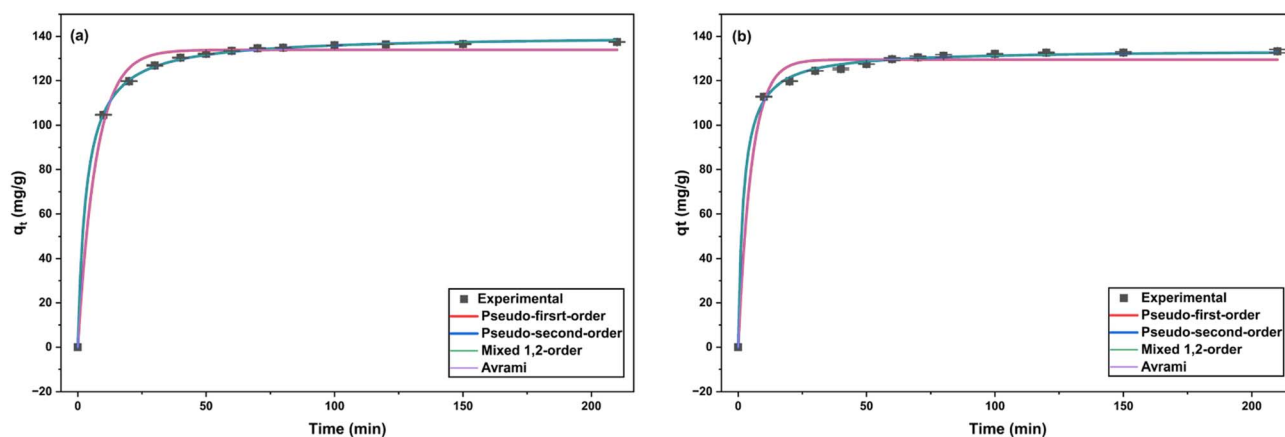 (a)
140
120
100
80
60
40
20
0
−20
qt (mg/g)
0 50 100 150 200
Time (min)
Experimental
Pseudo-firsrt-order
Pseudo-second-order
Mixed 1,2-order
Avrami
(b)
140
120
100
80
60
40
20
0
−20
qt (mg/g)
0 50 100 150 200
Time (min)
Experimental
Pseudo-first-order
Pseudo-second-order
Mixed 1,2-order
Avrami